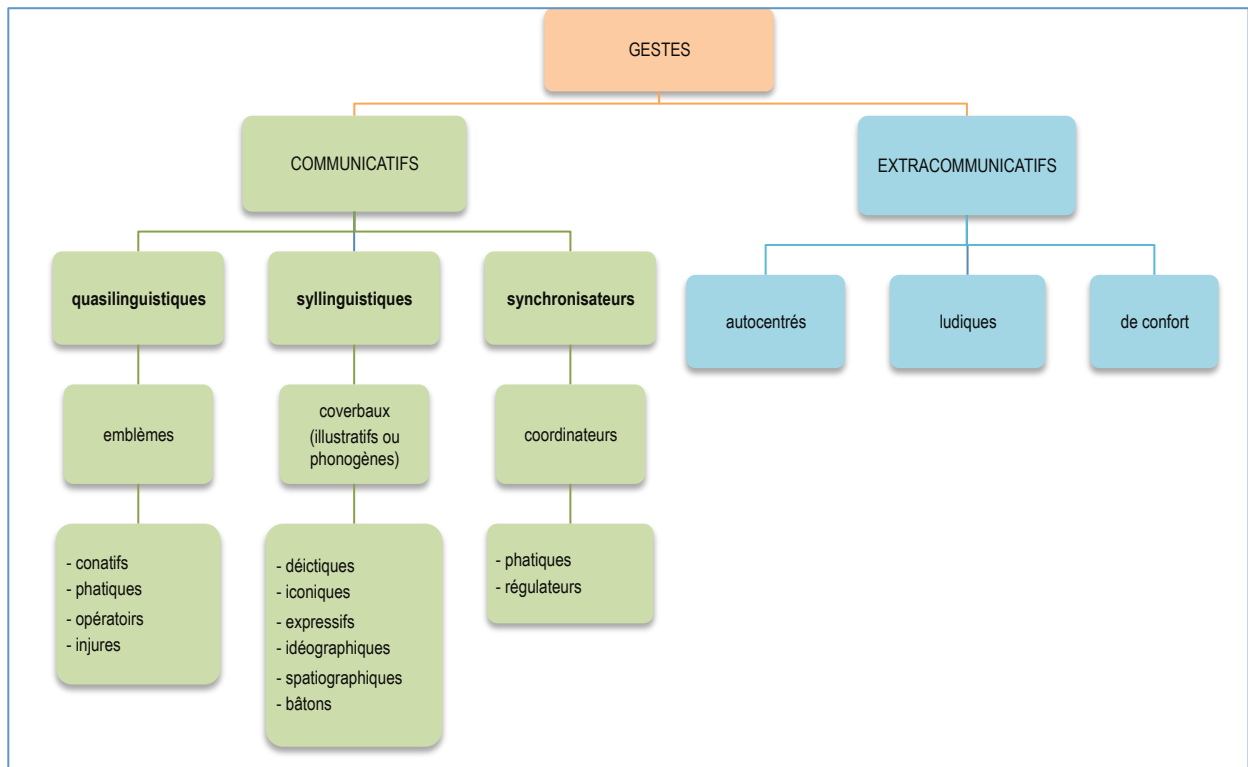 GESTES
COMMUNICATIFS
EXTRACOMMUNICATIFS
quasilinguistiques
syllinguistiques
synchronisateurs
autocentrés
ludiques
de confort
emblèmes
coverbaux
(illustratifs ou
phonogènes)
coordinateurs
- conatifs
- phatiques
- opératoirs
- injures
- déictiques
- iconiques
- expressifs
- idéographiques
- spatiographiques
- bâtons
- phatiques
- régulateurs